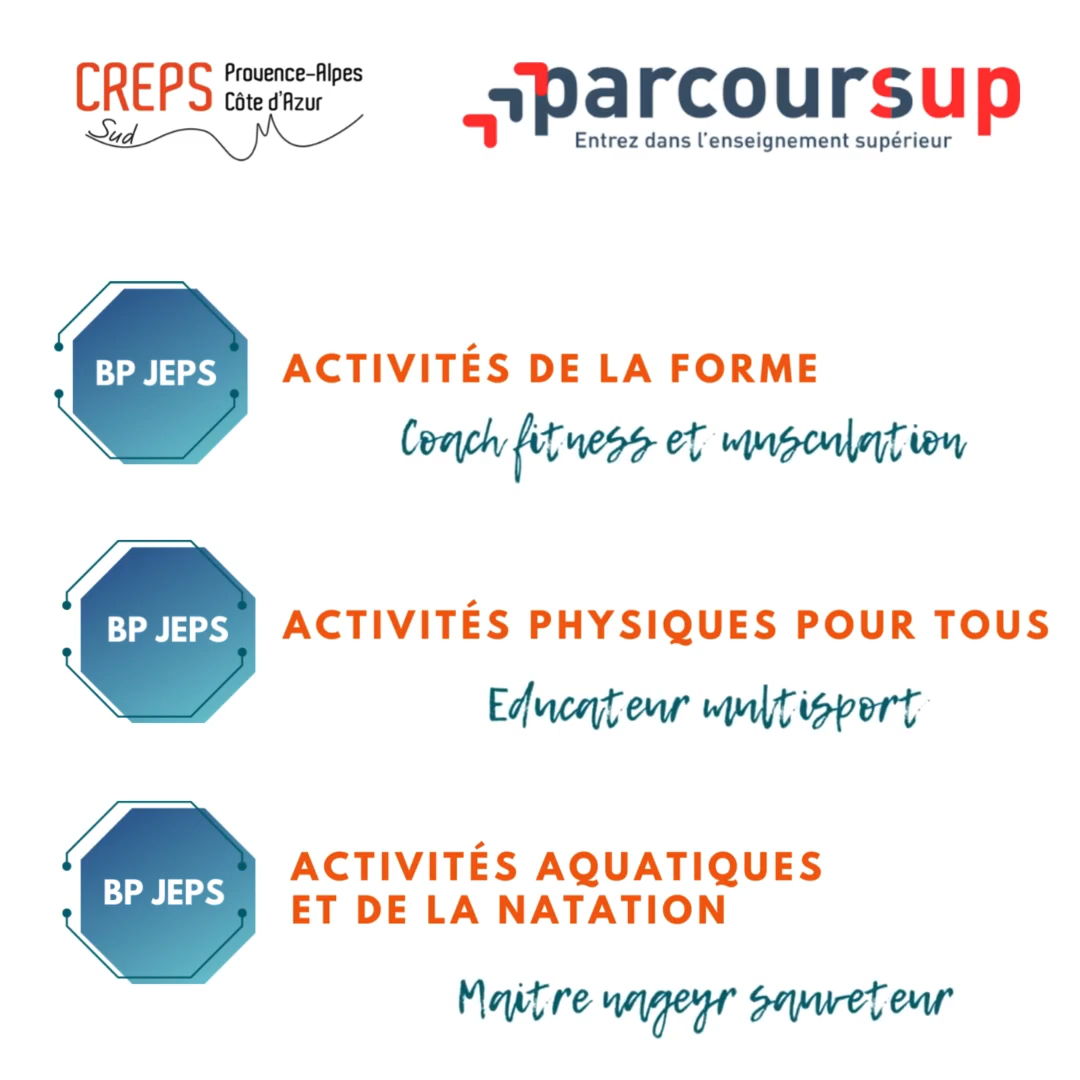 CREPS Provence-Alpes
Côte d'Azur
Sud
parcoursup
Entrez dans l'enseignement supérieur
BP JEPS
ACTIVITÉS DE LA FORME
Coach fitness et musculation
BP JEPS
ACTIVITÉS PHYSIQUES POUR TOUS
Educateur multisport
BP JEPS
ACTIVITÉS AQUATIQUES
ET DE LA NATATION
Maitre nageyr sauveteur